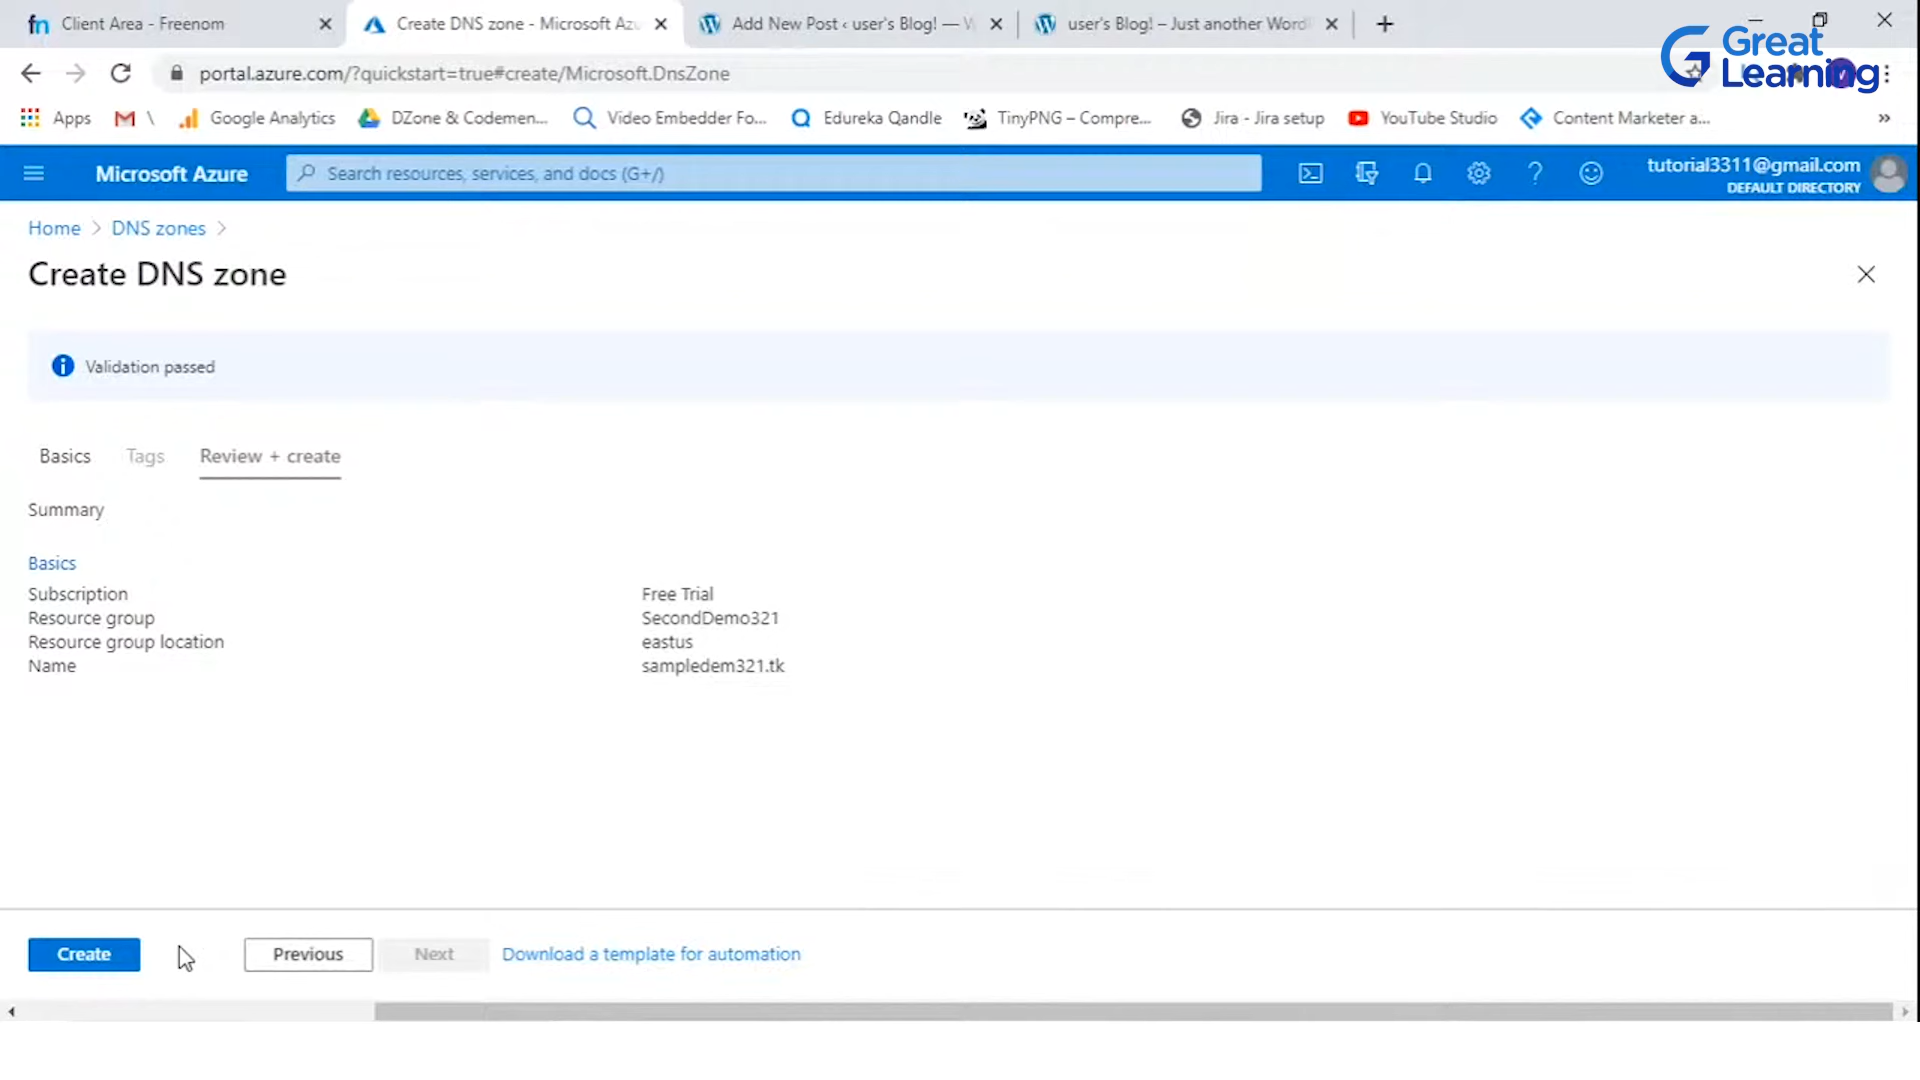 Client Area - Freenom
Create DNS zone - Microsoft Azu
Add New Post ‹ user's Blog! — W
user's Blog! – Just another Word
Great Learning
portal.azure.com/?quickstart=true#create/Microsoft.DnsZone
Apps
\
Google Analytics
DZone & Codemen...
Video Embedder Fo...
Edureka Qandle
TinyPNG – Compre...
Jira - Jira setup
YouTube Studio
Content Marketer a...
»
Microsoft Azure
Search resources, services, and docs (G+/)
tutorial3311@gmail.com
DEFAULT DIRECTORY
Home > DNS zones >
Create DNS zone
Validation passed
Basics Tags Review + create
Summary
Basics
Subscription Free Trial
Resource group SecondDemo321
Resource group location eastus
Name sampledem321.tk
Create Previous Next Download a template for automation